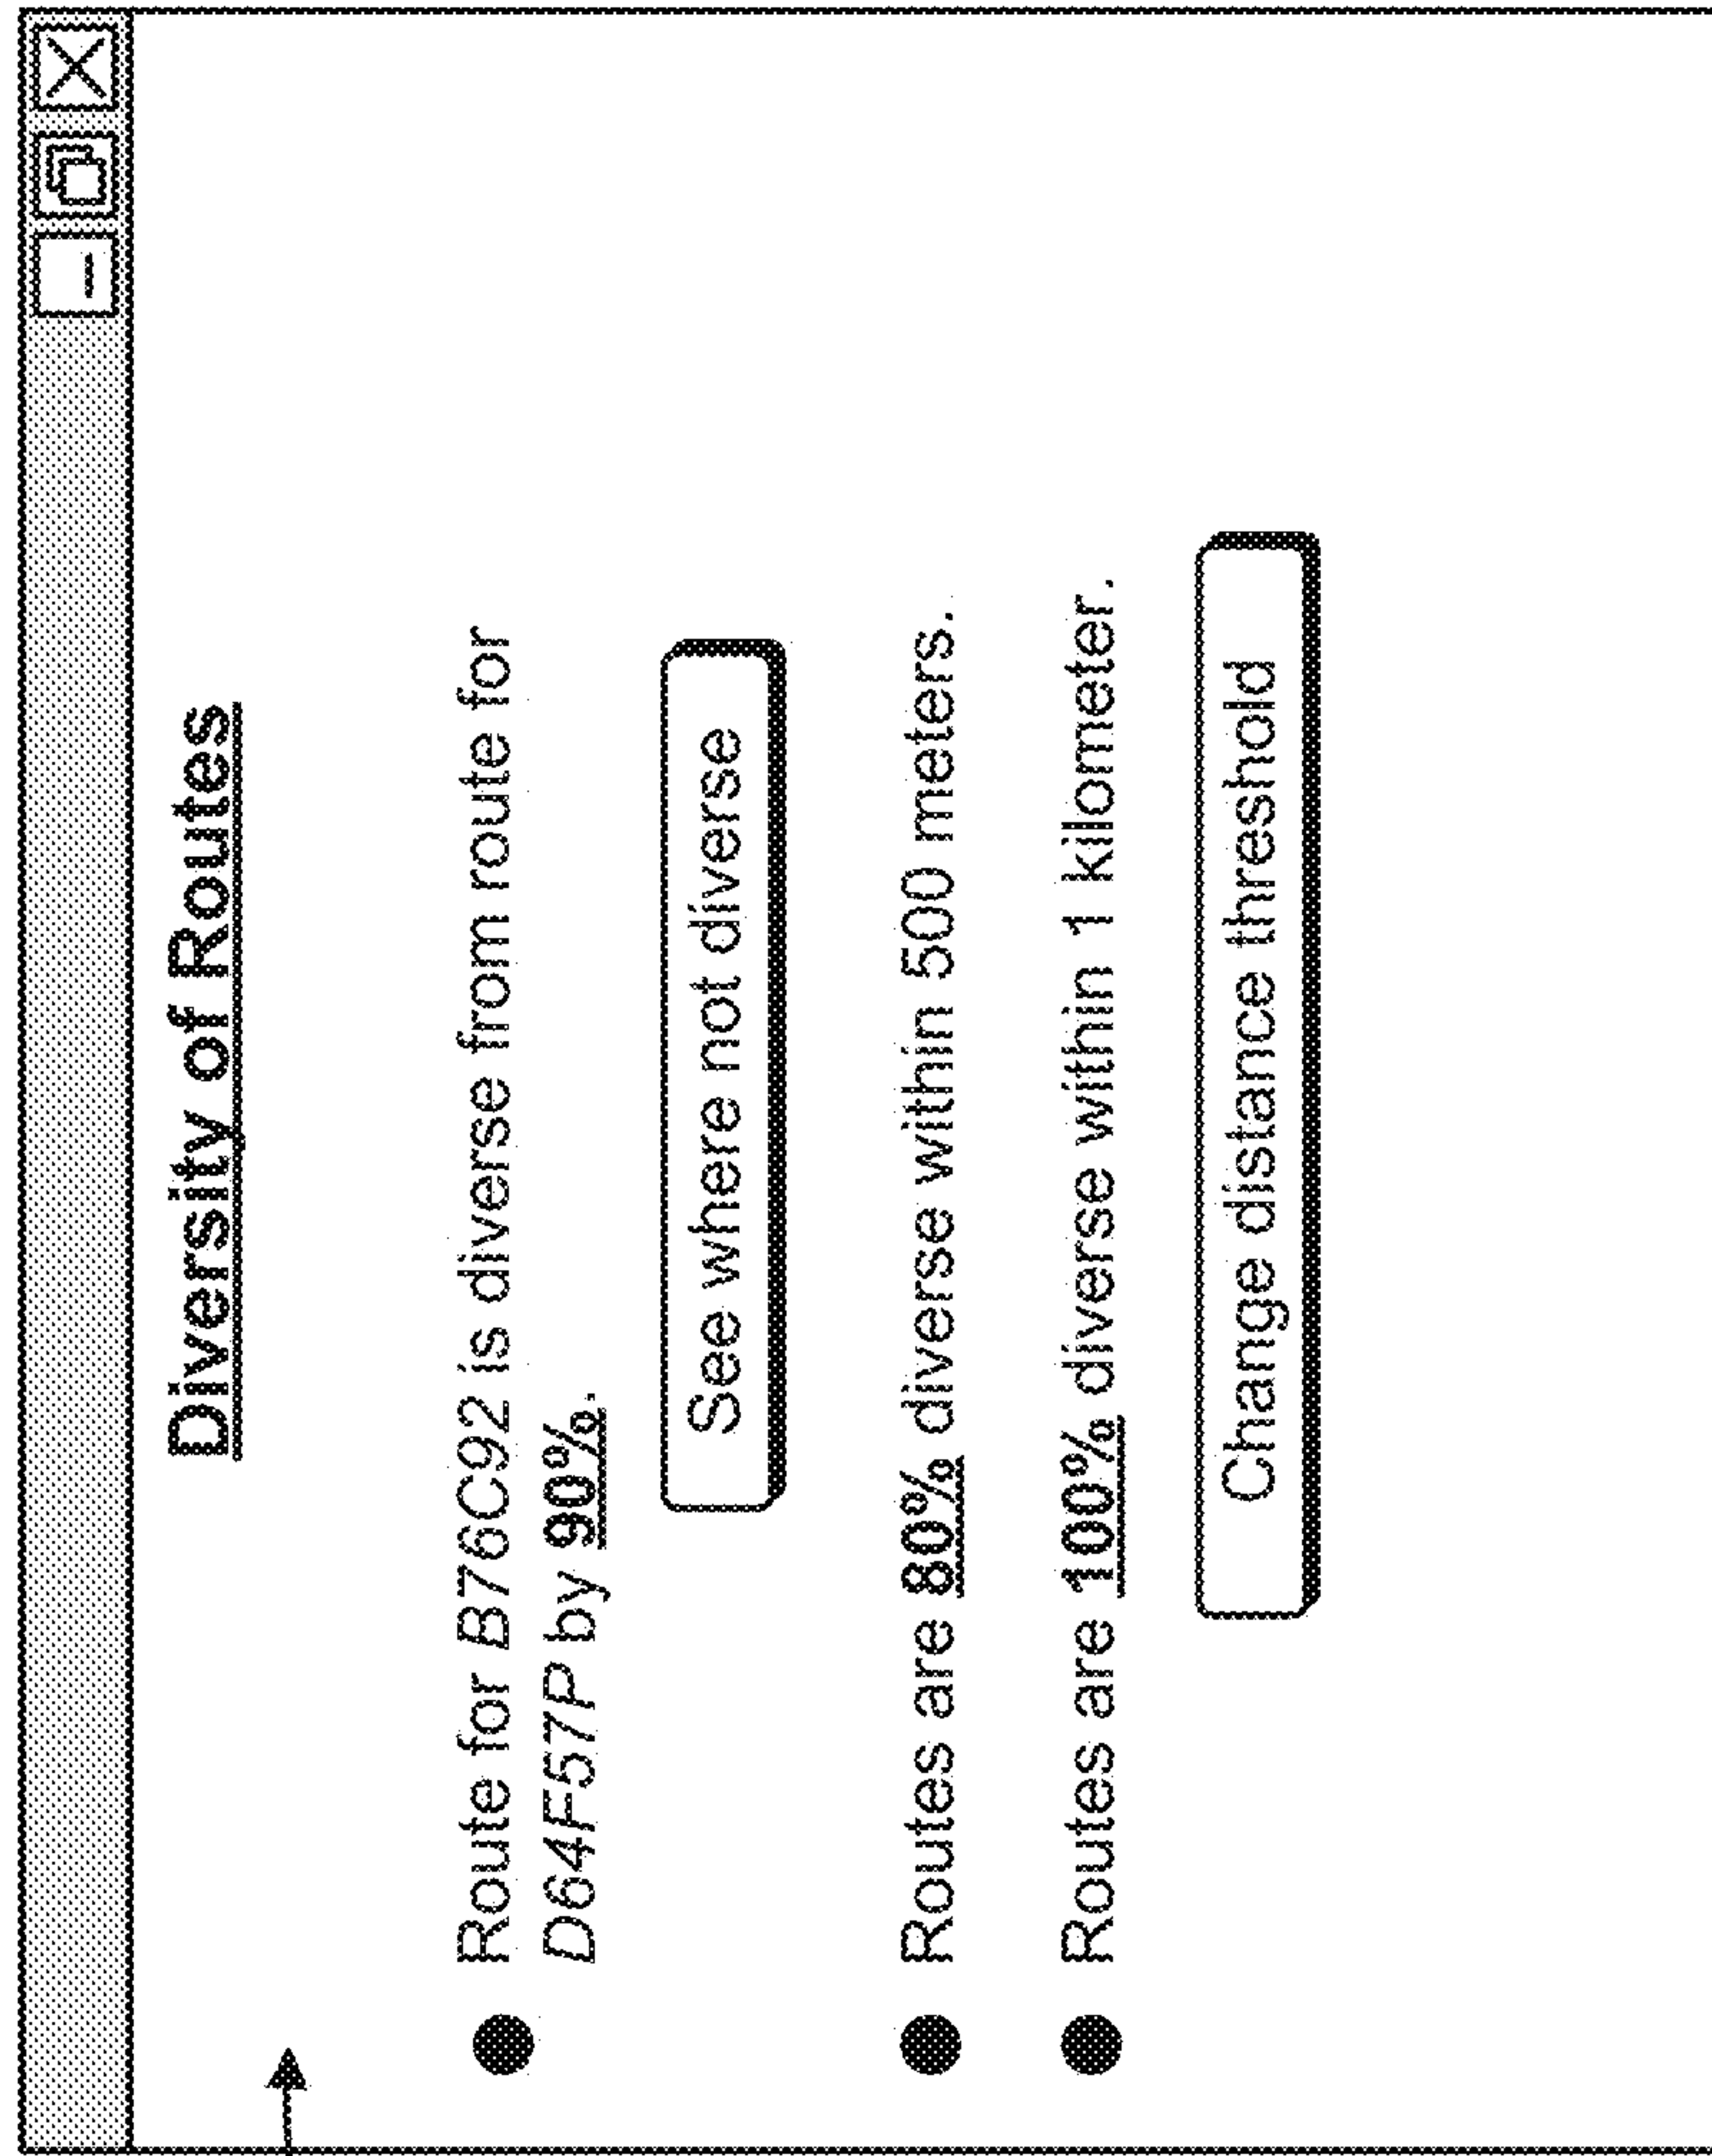 Diversity of Routes
Route for B76C92 is diverse from route for
D64F57P by 90%.
See where not diverse
Routes are 80% diverse within 500 meters.
Routes are 100% diverse within 1 kilometer.
Change distance threshold